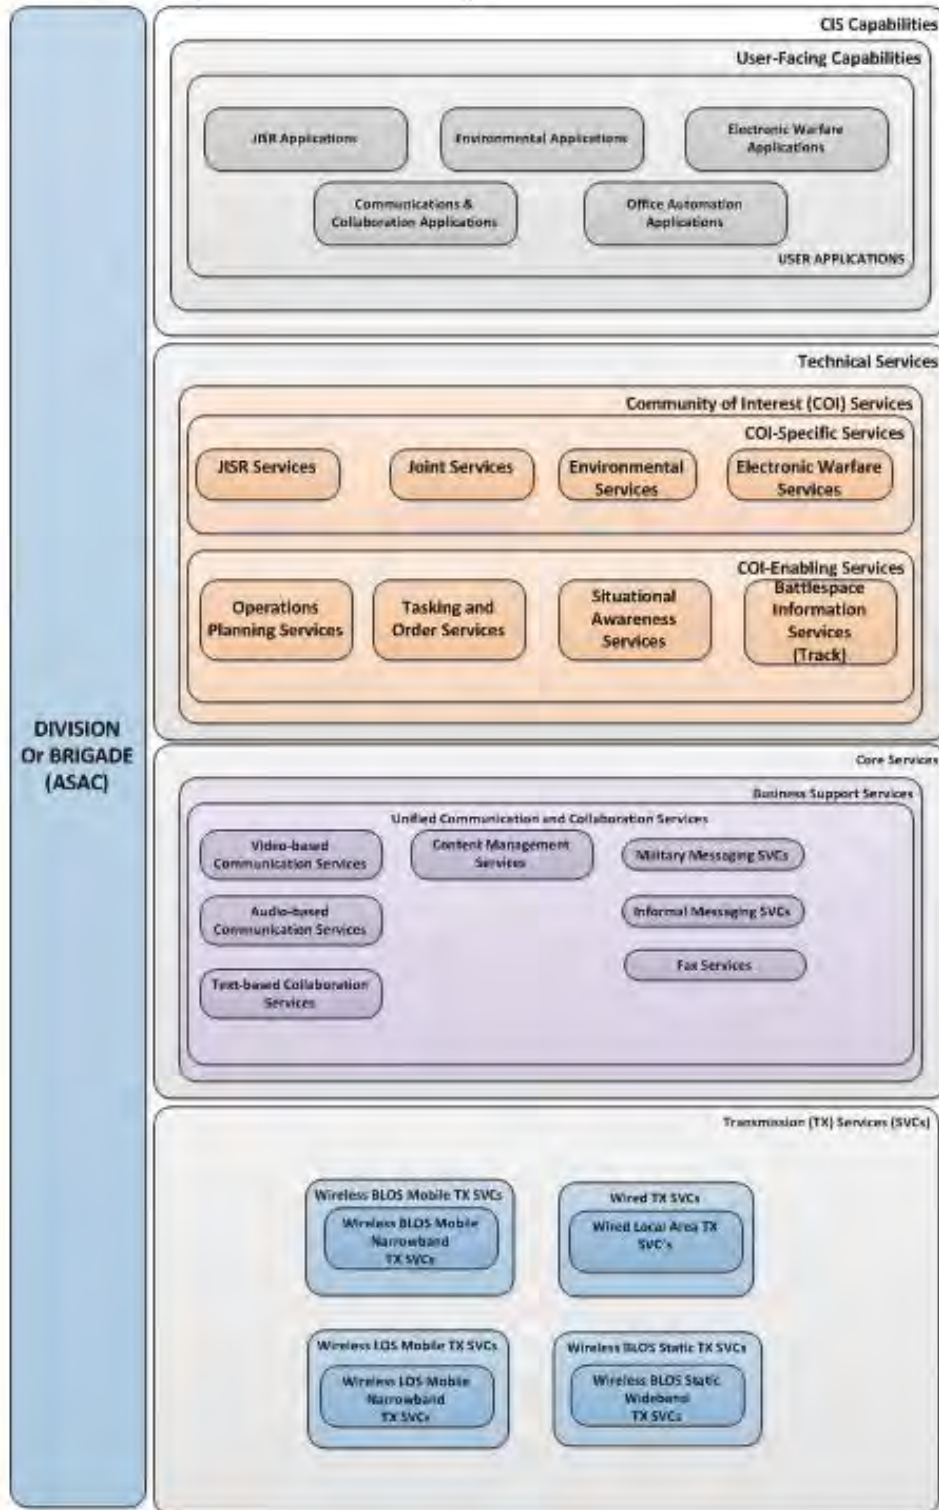 CIS Capabilities
User-Facing Capabilities
JISR Applications
Environmental Applications
Electronic Warfare
Applications
Communications &
Collaboration Applications
Office Automation
Applications
USER APPLICATIONS
Technical Services
Community of Interest (COI) Services
COI-Specific Services
JISR Services
Joint Services
Environmental
Services
Electronic Warfare
Services
COI-Enabling Services
Operations
Planning Services
Tasking and
Order Services
Situational
Awareness
Services
Battlespace
Information
Services
(Track)
DIVISION
Or BRIGADE
(ASAC)
Core Services
Business Support Services
Unified Communication and Collaboration Services
Video-based
Communication Services
Content Management
Services
Military Messaging SVCs
Audio-based
Communication Services
Informal Messaging SVCs
Text-based Collaboration
Services
Fax Services
Transmission (TX) Services (SVCs)
Wireless BLOS Mobile TX SVCs
Wireless BLOS Mobile
Narrowband
TX SVCs
Wired TX SVCs
Wired Local Area TX
SVC's
Wireless LOS Mobile TX SVCs
Wireless LOS Mobile
Narrowband
TX SVCs
Wireless BLOS Static TX SVCs
Wireless BLOS Static
Wideband
TX SVCs